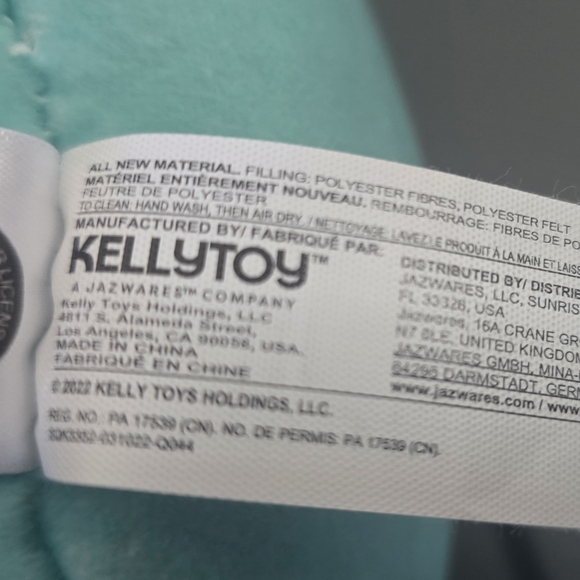 ALL NEW MATERIAL. FILLING: POLYESTER FIBRES, POLYESTER FELT
MATÉRIEL ENTIÈREMENT NOUVEAU. REMBOURRAGE: FIBRES DE PO
FEUTRE DE POLYESTER
TO CLEAN: HAND WASH, THEN AIR DRY. / NETTOYAGE: LAVEZ LE PRODUIT À LA MAIN ET LAISS
MANUFACTURED BY/ FABRIQUÉ PAR:
KELLYTOY™
A JAZWARES™ COMPANY
Kelly Toys Holdings, LLC
4811 S. Alameda Street,
Los Angeles, CA 90058, USA.
MADE IN CHINA
FABRIQUÉ EN CHINE
DISTRIBUTED BY/ DISTRIE
JAZWARES, LLC, SUNRIS
FL 33326, USA
Jazwares, 16A CRANE GR
N7 8LE, UNITED KINGDOM
JAZWARES GMBH, MINA-
64295 DARMSTADT, GER
www.jazwares.com / www
© 2022 KELLY TOYS HOLDINGS, LLC.
REG. NO.: PA 17539 (CN). NO. DE PERMIS: PA 17539 (CN).